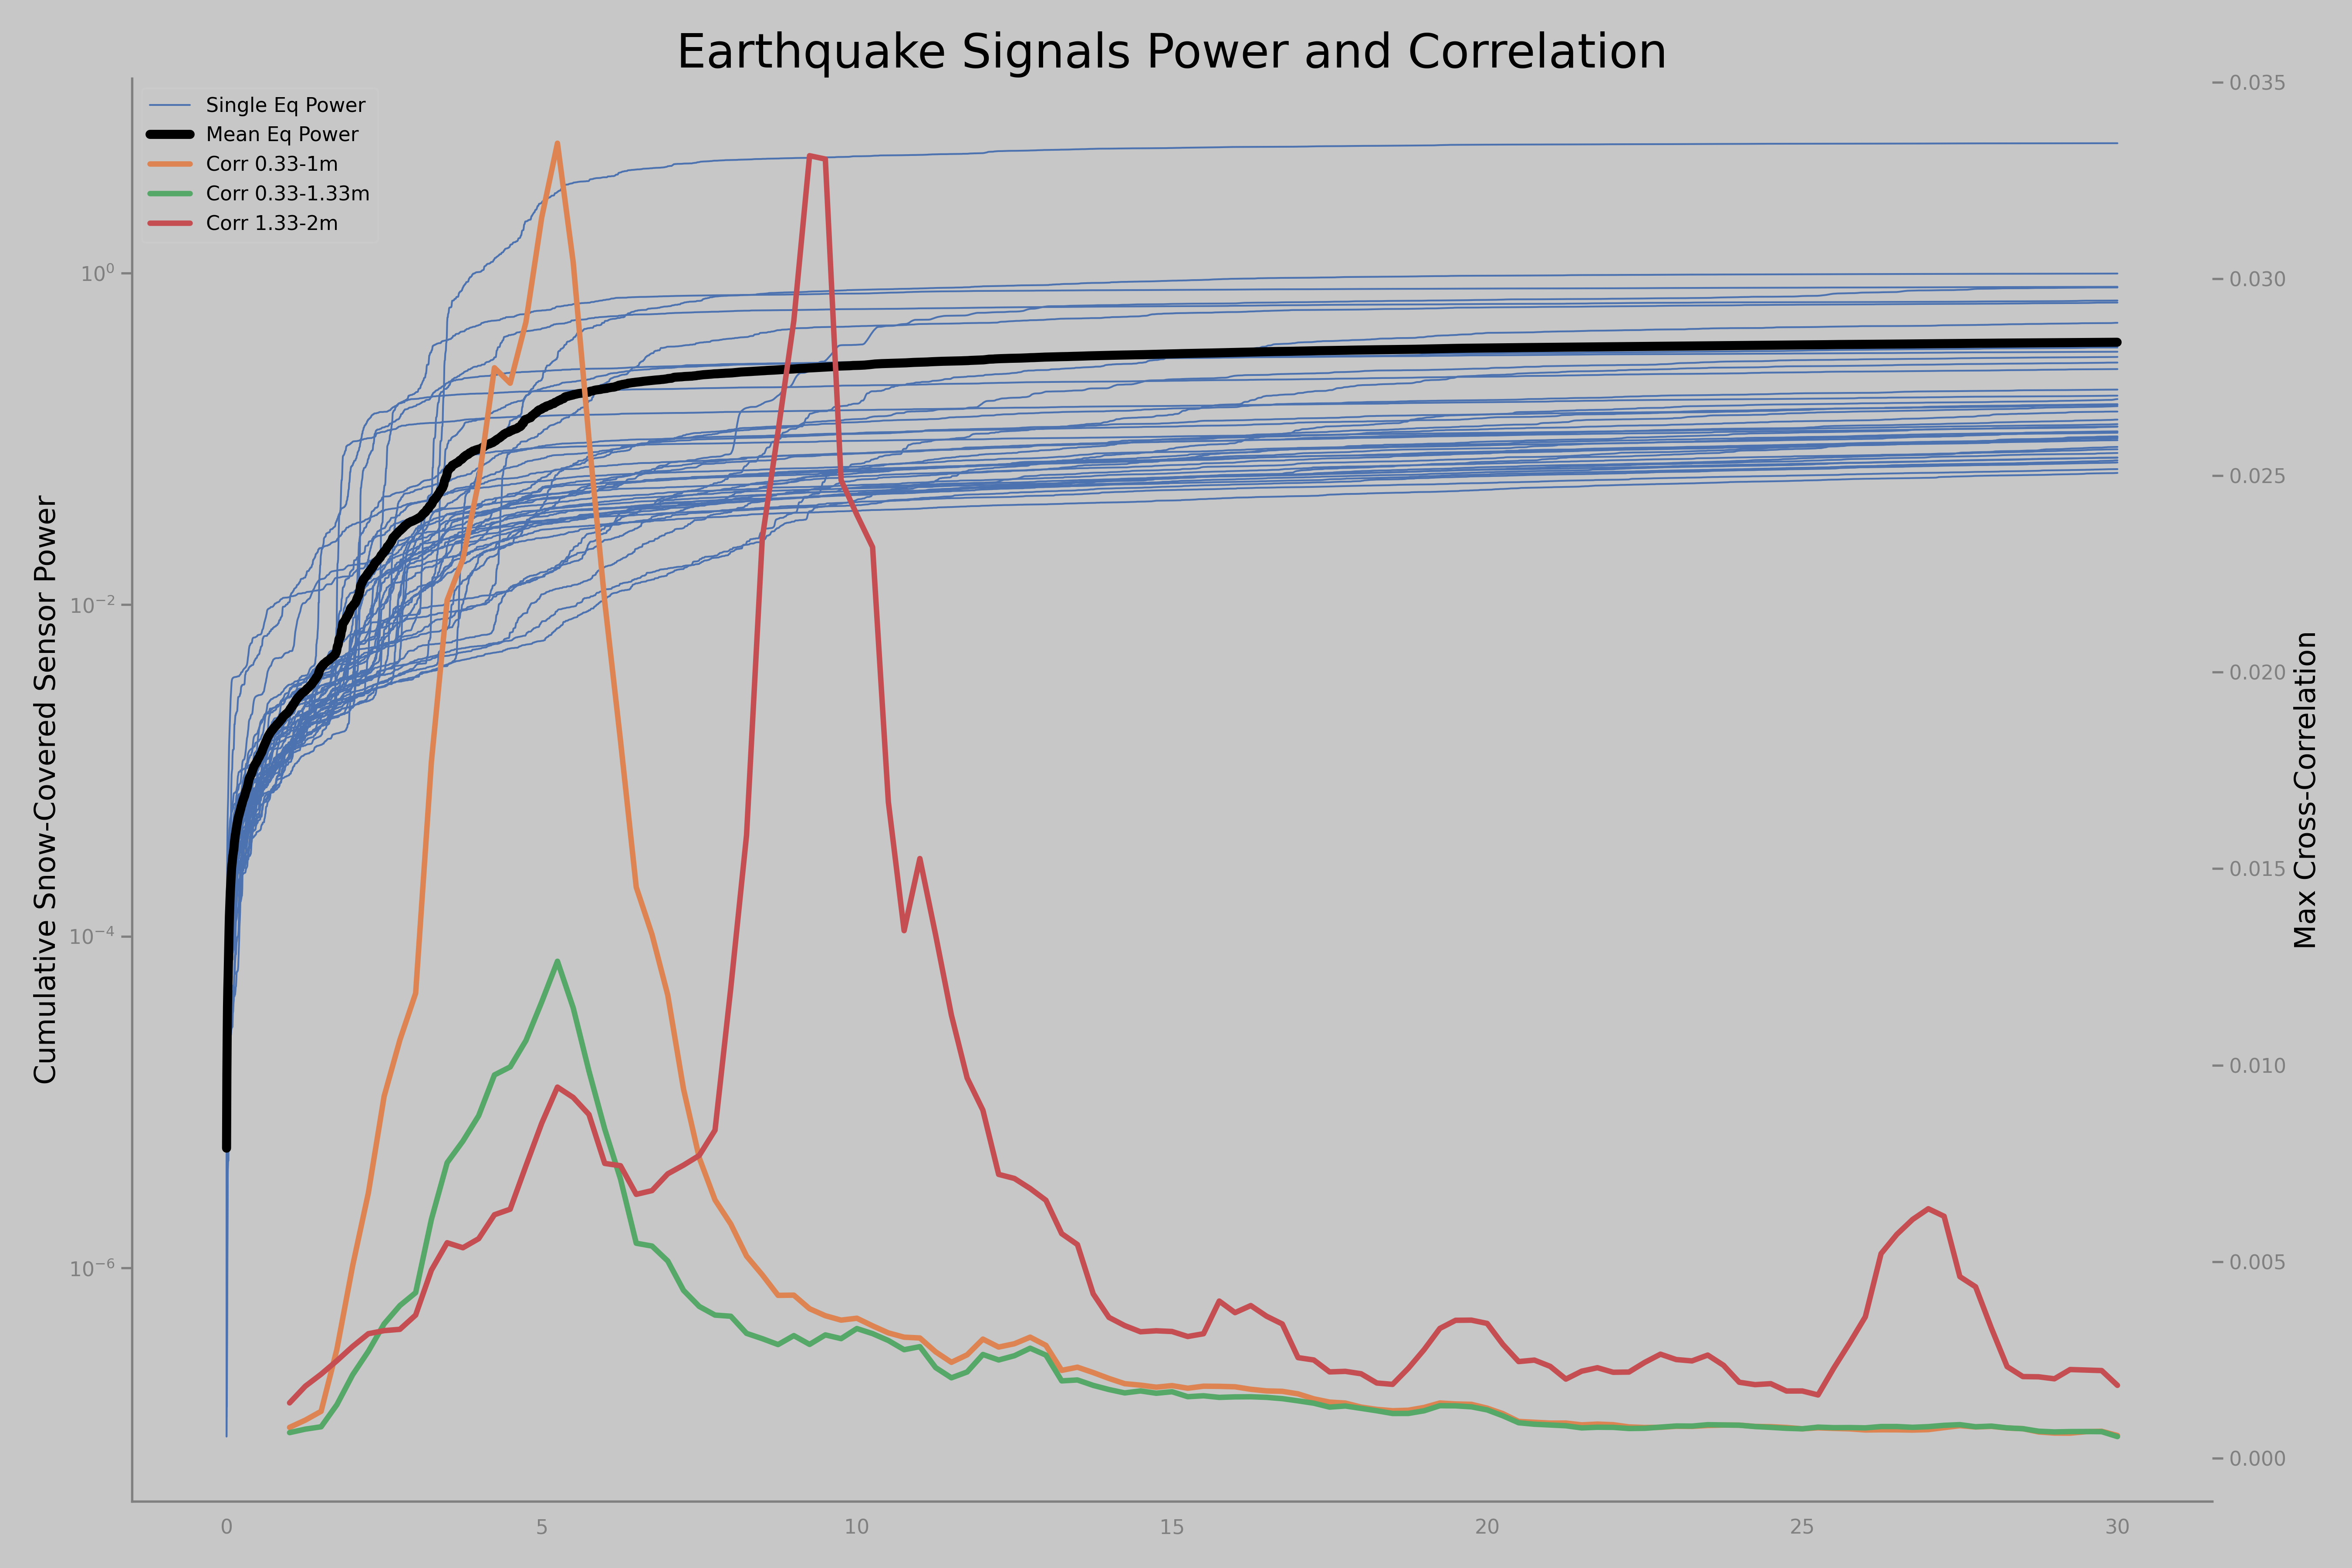 Earthquake Signals Power and Correlation
Single Eq Power
Mean Eq Power
Corr 0.33-1m
Corr 0.33-1.33m
Corr 1.33-2m
Cumulative Snow-Covered Sensor Power
10⁰
10⁻²
10⁻⁴
10⁻⁶
0.035
0.030
0.025
0.020
0.015
0.010
0.005
0.000
Max Cross-Correlation
0 5 10 15 20 25 30